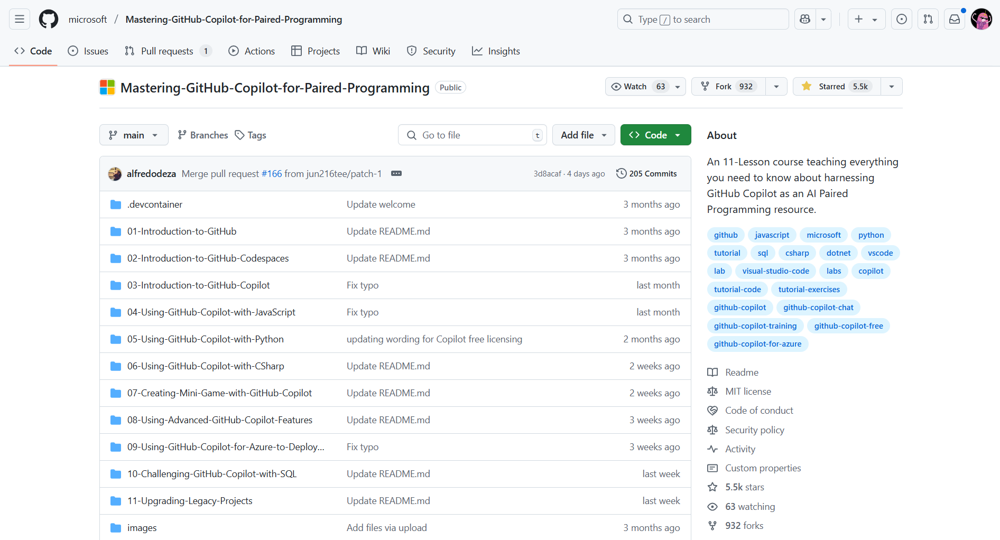 microsoft / Mastering-GitHub-Copilot-for-Paired-Programming
Type / to search
Code
Issues
Pull requests 1
Actions
Projects
Wiki
Security
Insights
Mastering-GitHub-Copilot-for-Paired-Programming Public
Watch 63
Fork 932
Starred 5.5k
main
Branches
Tags
Go to file t
Add file
Code
alfredodeza Merge pull request #166 from jun216tee/patch-1
3d8acaf · 4 days ago
205 Commits
.devcontainer Update welcome 3 months ago
01-Introduction-to-GitHub Update README.md 3 months ago
02-Introduction-to-GitHub-Codespaces Update README.md 3 months ago
03-Introduction-to-GitHub-Copilot Fix typo last month
04-Using-GitHub-Copilot-with-JavaScript Fix typo last month
05-Using-GitHub-Copilot-with-Python updating wording for Copilot free licensing 2 months ago
06-Using-GitHub-Copilot-with-CSharp Update README.md 2 weeks ago
07-Creating-Mini-Game-with-GitHub-Copilot Update README.md 2 weeks ago
08-Using-Advanced-GitHub-Copilot-Features Update README.md 3 weeks ago
09-Using-GitHub-Copilot-for-Azure-to-Deploy... Fix typo 3 weeks ago
10-Challenging-GitHub-Copilot-with-SQL Update README.md last week
11-Upgrading-Legacy-Projects Update README.md last week
images Add files via upload 3 months ago
About
An 11-Lesson course teaching everything
you need to know about harnessing
GitHub Copilot as an AI Paired
Programming resource.
github javascript microsoft python
tutorial sql csharp dotnet vscode
lab visual-studio-code labs copilot
tutorial-code tutorial-exercises
github-copilot github-copilot-chat
github-copilot-training github-copilot-free
github-copilot-for-azure
Readme
MIT license
Code of conduct
Security policy
Activity
Custom properties
5.5k stars
63 watching
932 forks